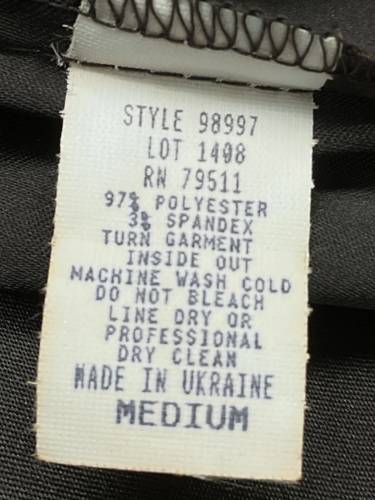 STYLE 98997
LOT 1408
RN 79511
97% POLYESTER
3% SPANDEX
TURN GARMENT
INSIDE OUT
MACHINE WASH COLD
DO NOT BLEACH
LINE DRY OR
PROFESSIONAL
DRY CLEAN
MADE IN UKRAINE
MEDIUM